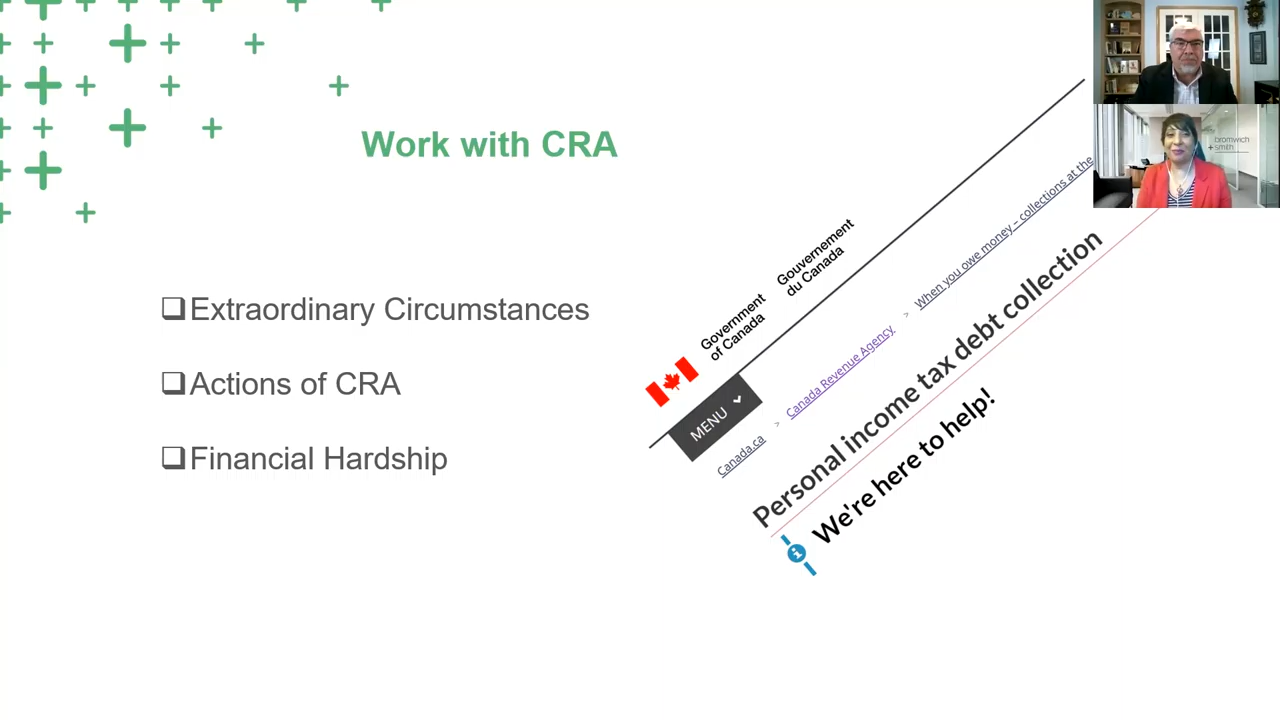 Work with CRA
❑Extraordinary Circumstances
❑Actions of CRA
❑Financial Hardship
Government
of Canada
Gouvernement
du Canada
MENU
Canada.ca > Canada Revenue Agency > When you owe money – collections at the
Personal income tax debt collection
We're here to help!
bromwich
+smith